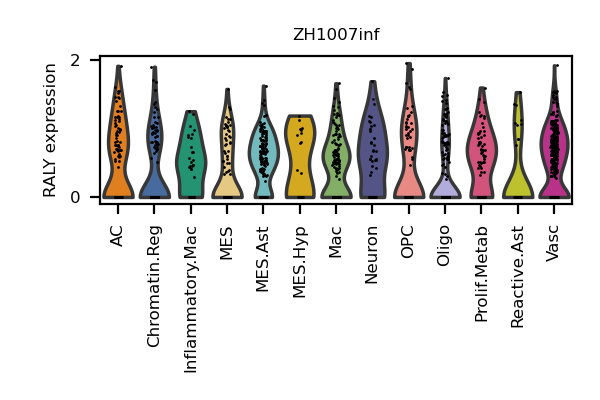 ZH1007inf
RALY expression
2
0
AC
Chromatin.Reg
Inflammatory.Mac
MES
MES.Ast
MES.Hyp
Mac
Neuron
OPC
Oligo
Prolif.Metab
Reactive.Ast
Vasc